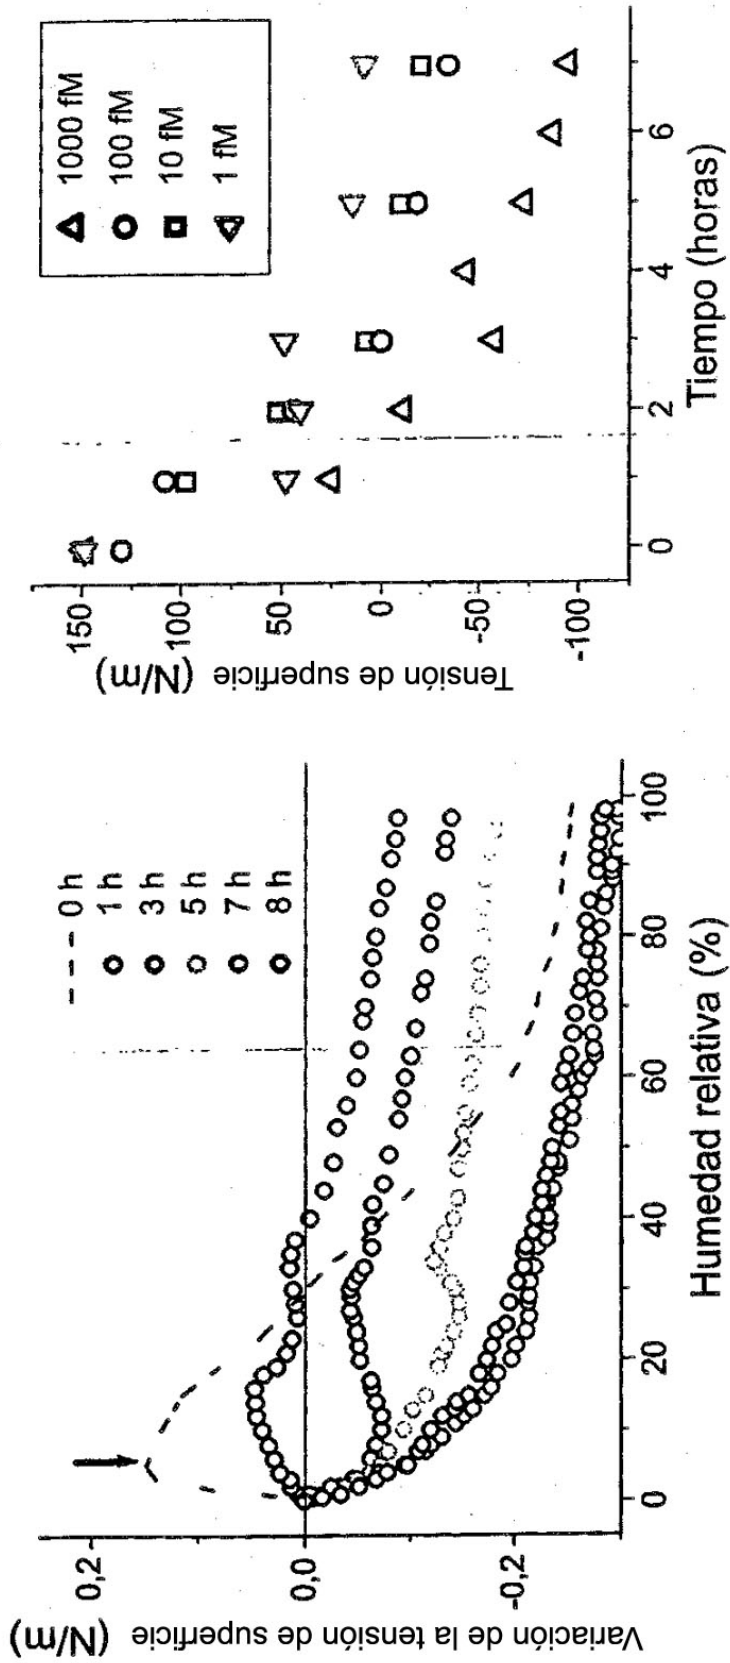 Variación de la tensión de superficie (N/m)
0,2
0,0
-0,2
0 h
1 h
3 h
5 h
7 h
8 h
0
20
40
60
80
100
Humedad relativa (%)
Tensión de superficie (N/m)
150
100
50
0
-50
-100
1000 fM
100 fM
10 fM
1 fM
0
2
4
6
Tiempo (horas)